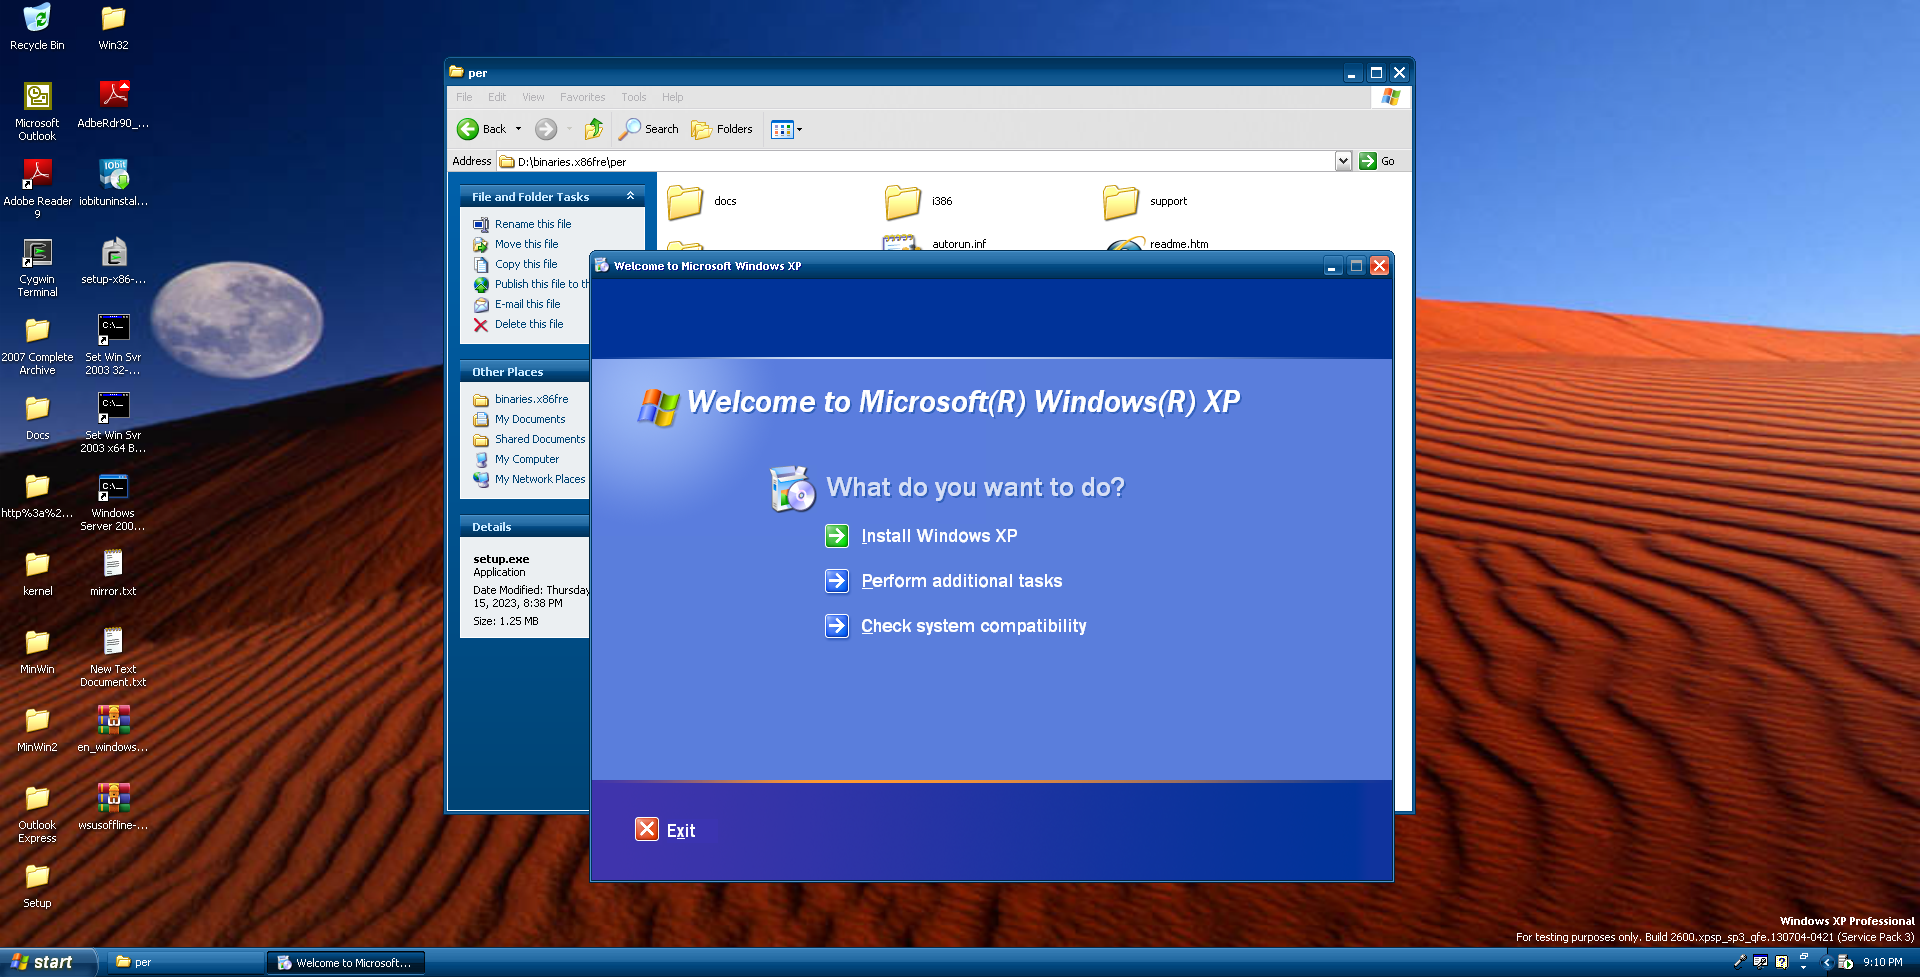 Recycle Bin
Win32
Microsoft
Outlook
AdbeRdr90_...
Adobe Reader
9
iobituninstal...
Cygwin
Terminal
setup-x86-...
2007 Complete
Archive
Set Win Svr
2003 32-...
Docs
Set Win Svr
2003 x64 B...
http%3a%2...
Windows
Server 200...
kernel
mirror.txt
MinWin
New Text
Document.txt
MinWin2
en_windows...
Outlook
Express
wsusoffline-...
Setup
per
File Edit View Favorites Tools Help
Back Search Folders
Address D:\binaries.x86fre\per Go
File and Folder Tasks
Rename this file
Move this file
Copy this file
Publish this file to th
E-mail this file
Delete this file
Other Places
binaries.x86fre
My Documents
Shared Documents
My Computer
My Network Places
Details
setup.exe
Application
Date Modified: Thursday
15, 2023, 8:38 PM
Size: 1.25 MB
docs
i386
support
autorun.inf
readme.htm
Welcome to Microsoft Windows XP
Welcome to Microsoft(R) Windows(R) XP
What do you want to do?
Install Windows XP
Perform additional tasks
Check system compatibility
Exit
Windows XP Professional
For testing purposes only. Build 2600.xpsp_sp3_qfe.130704-0421 (Service Pack 3)
start
per
Welcome to Microsoft...
9:10 PM